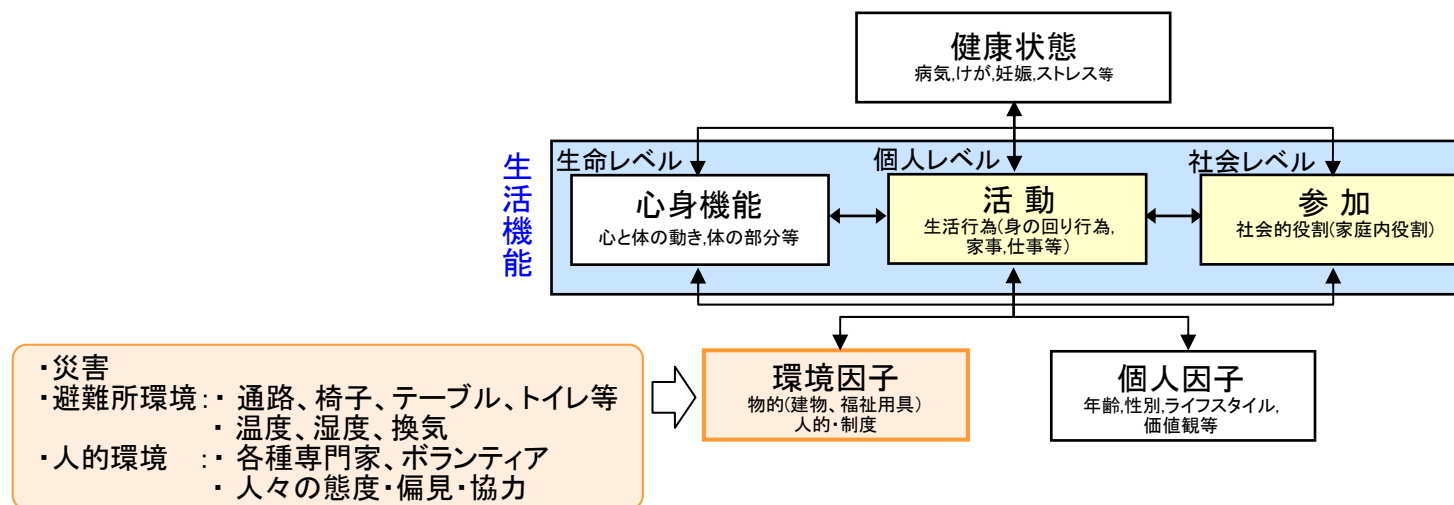 健康状態
病気,けが,妊娠,ストレス等
生活機能
生命レベル
個人レベル
社会レベル
心身機能
心と体の動き,体の部分等
活 動
生活行為(身の回り行為,
家事,仕事等)
参 加
社会的役割(家庭内役割)
・災害
・避難所環境:・ 通路、椅子、テーブル、トイレ等
・ 温度、湿度、換気
・人的環境 :・ 各種専門家、ボランティア
・ 人々の態度・偏見・協力
環境因子
物的(建物、福祉用具)
人的・制度
個人因子
年齢,性別,ライフスタイル,
価値観等